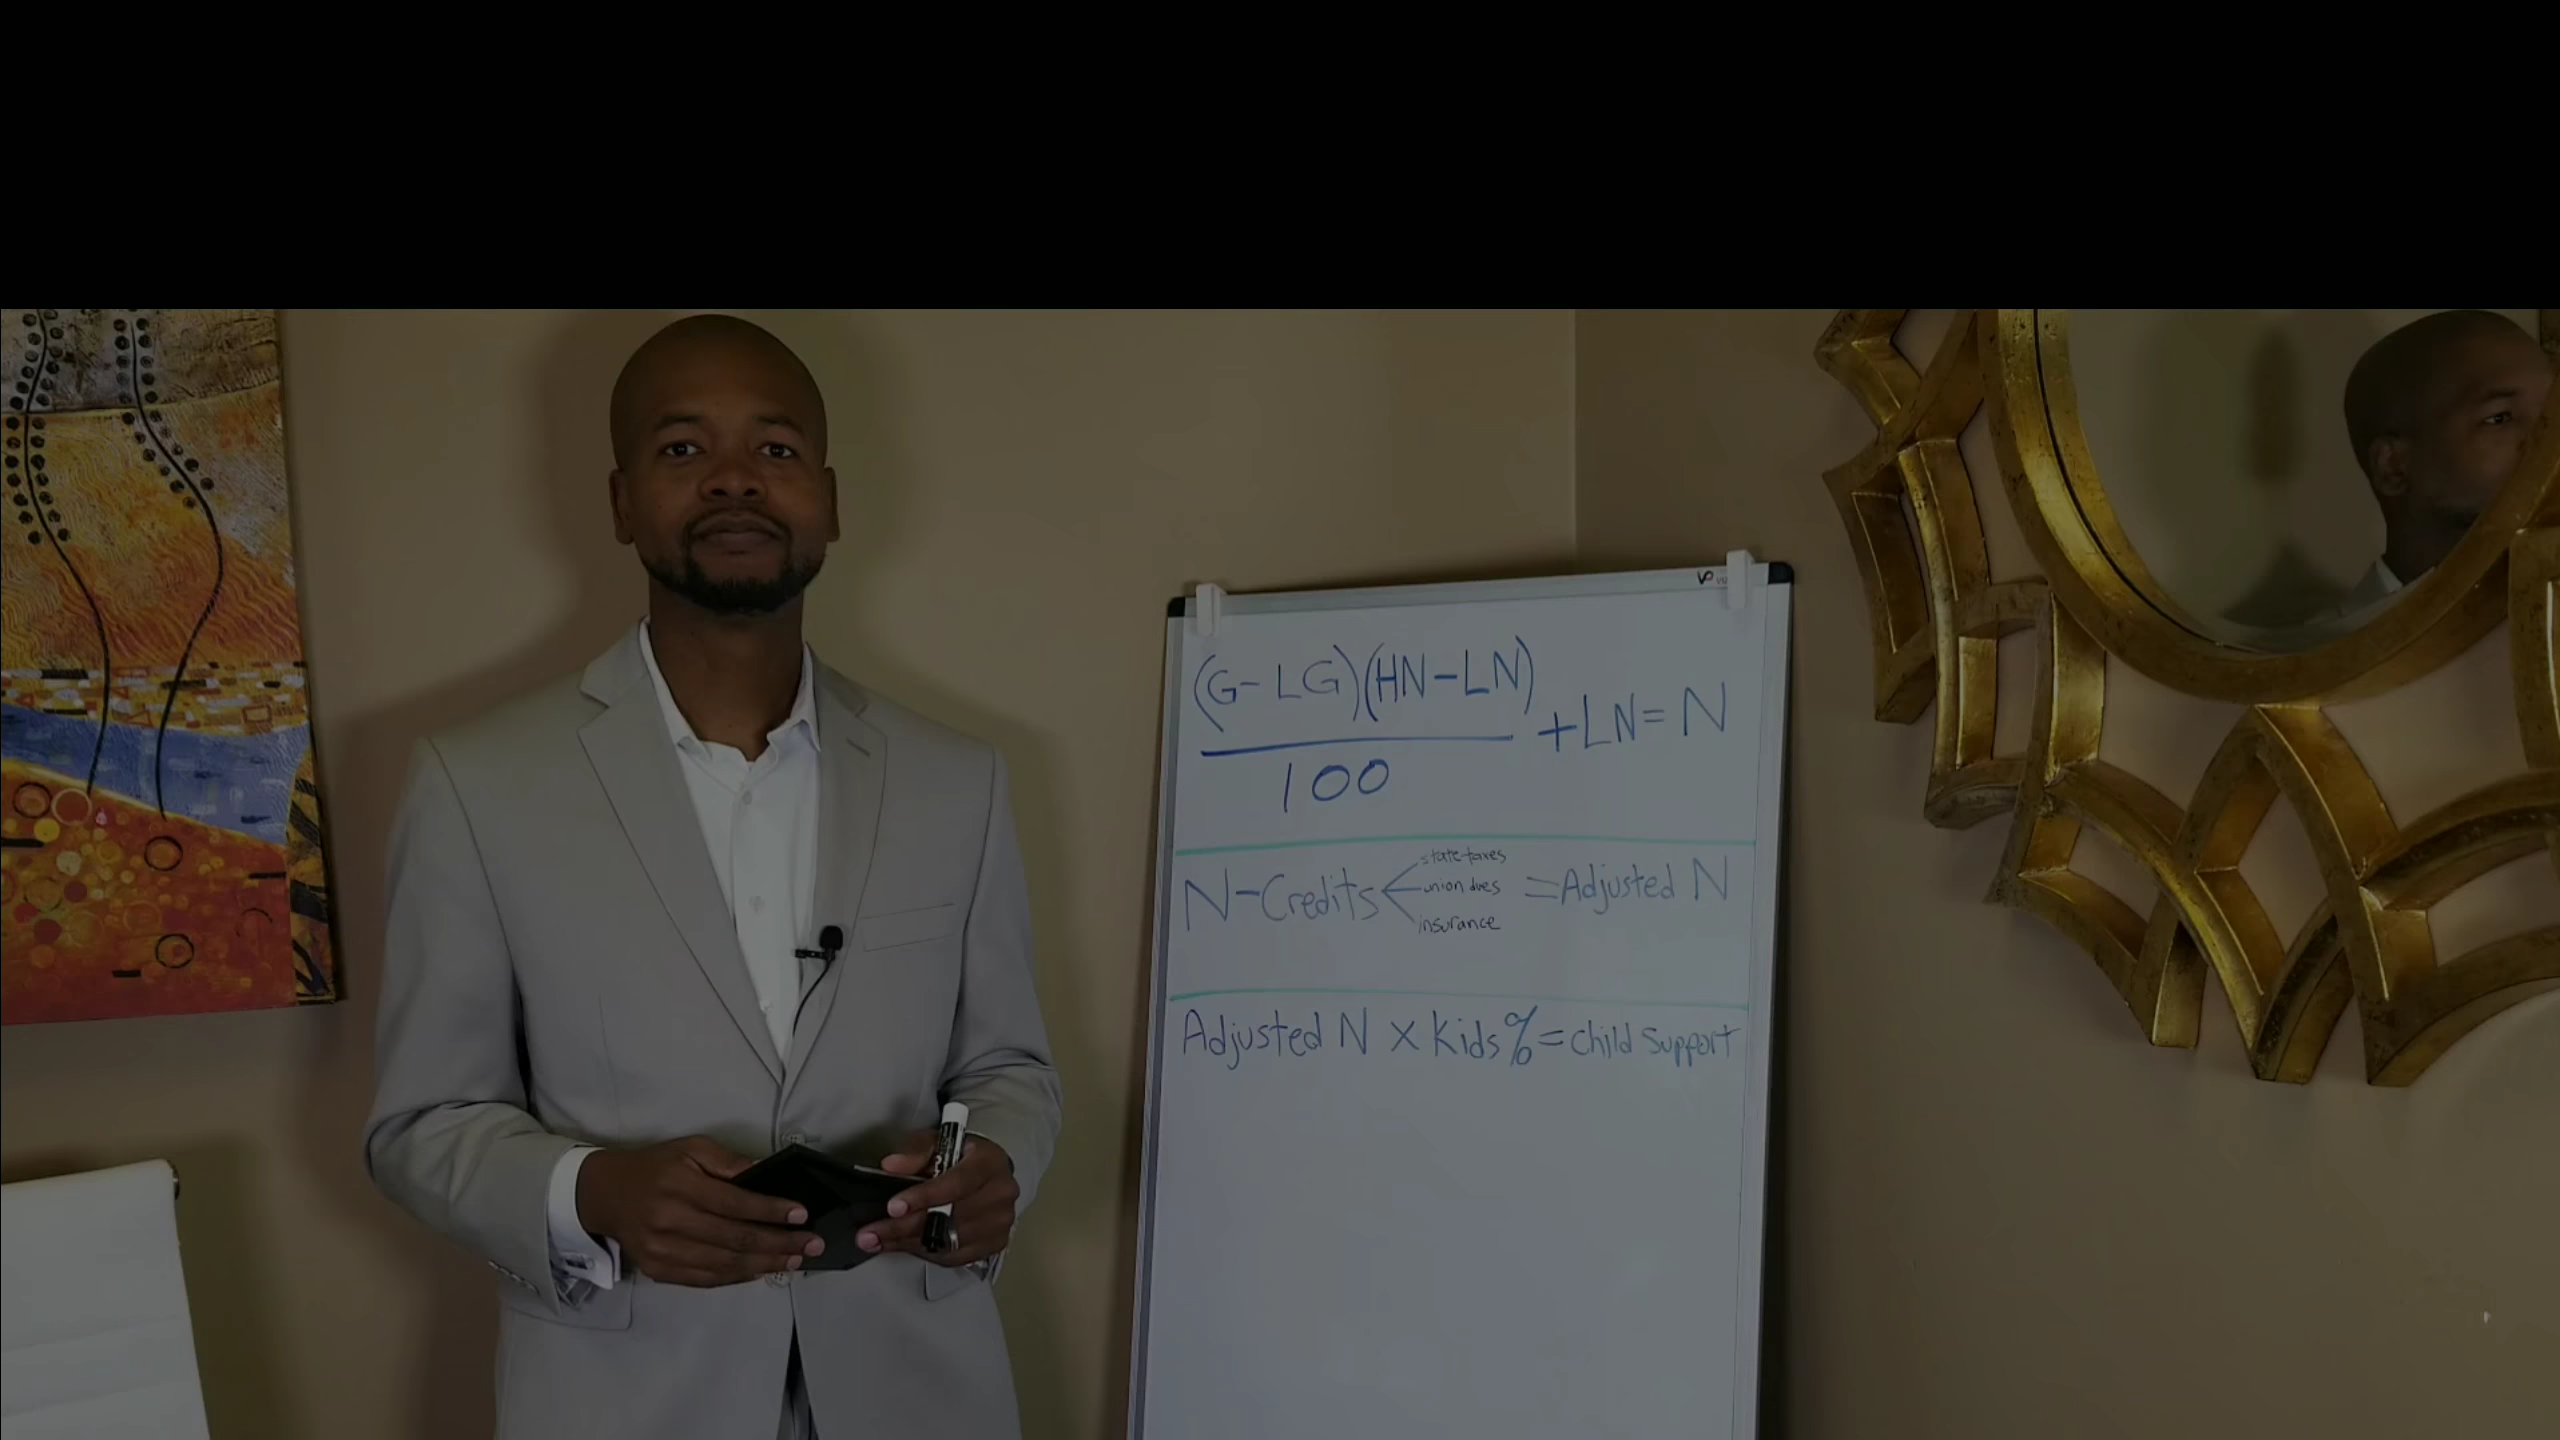 (G-LG)(HN-LN)
100
+LN=N
N-Credits
state taxes
union dues
insurance
=Adjusted N
Adjusted N x Kids%=Child Support